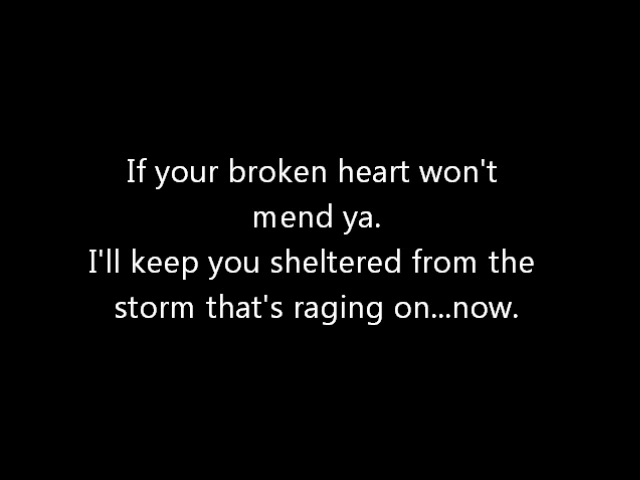 If your broken heart won't
mend ya.
I'll keep you sheltered from the
storm that's raging on...now.